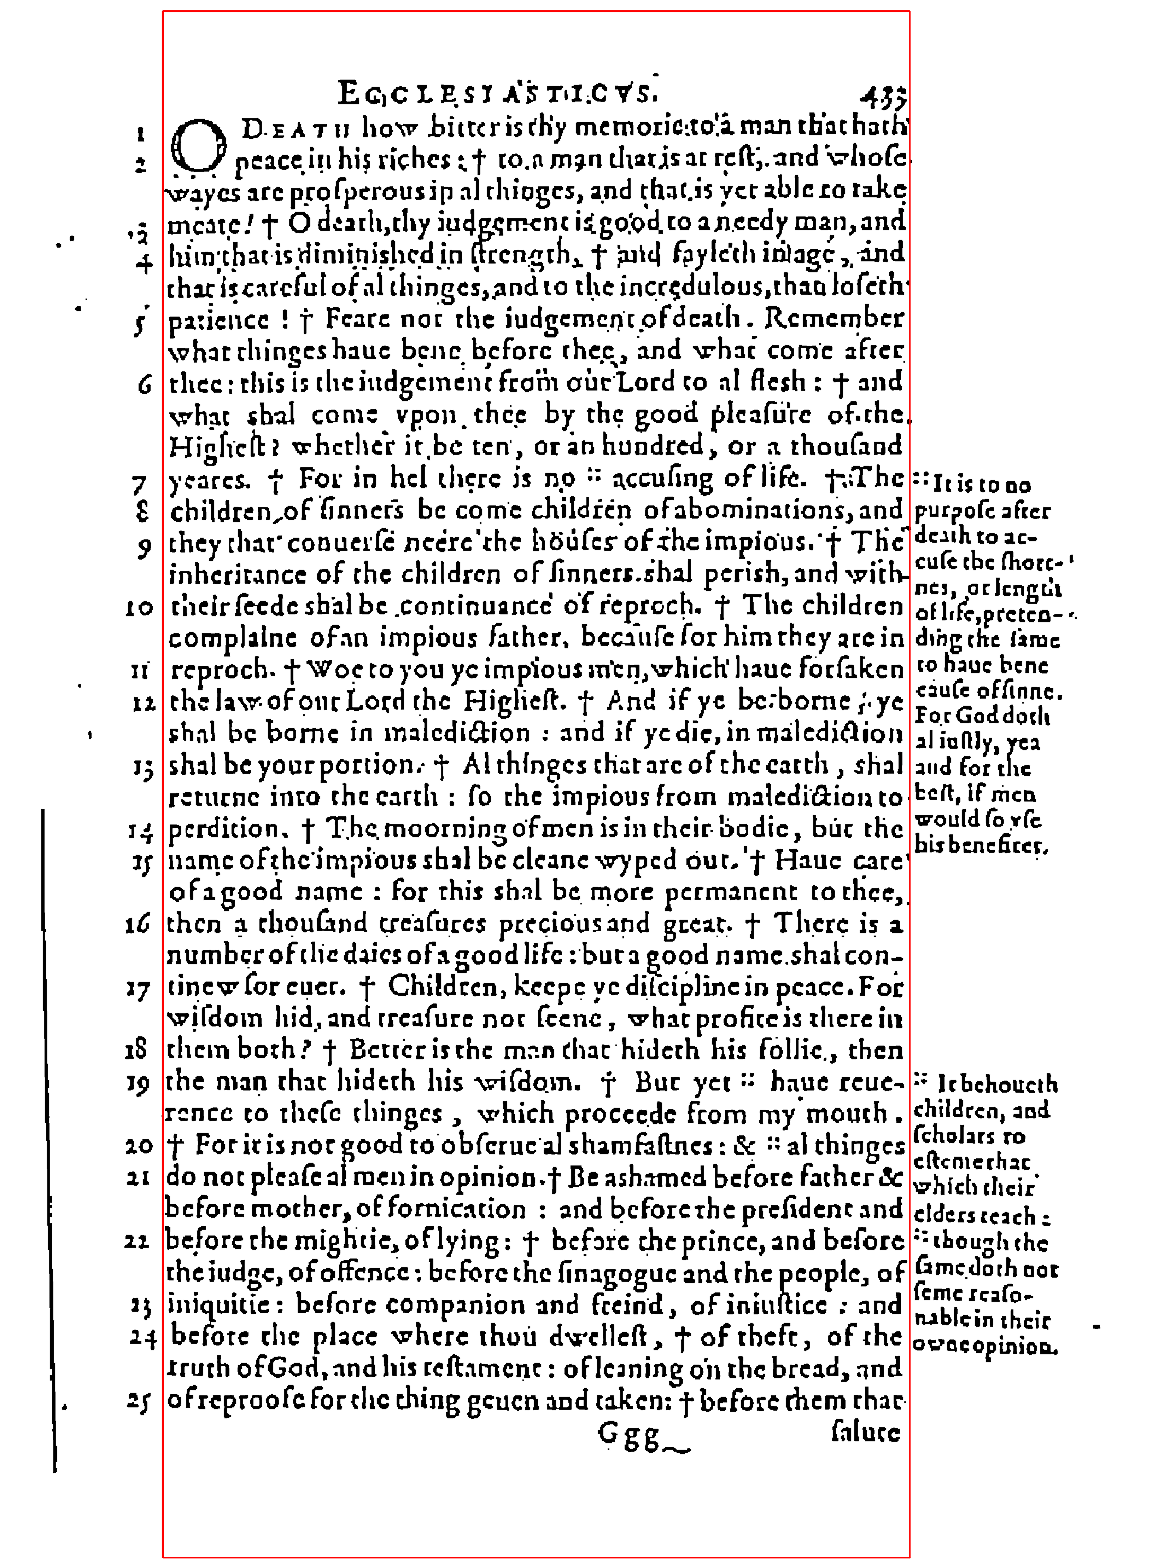 ECCLESIASTICVS. 433
1 O DEATH how bitter is thy memorie to a man that hath
2 peace in his riches : † to a man that is at rest, and whose
wayes are prosperous in al thinges, and that is yet able to take
3 meate! † O death, thy iudgement is good to a needy man, and
4 him that is diminished in ſtrength, † and fayleth in age, and
that is careful of al thinges, and to the incredulous, that loſeth
5 patience ! † Feare not the iudgement of death. Remember
what thinges haue bene before thee, and what come after
6 thee: this is the iudgement from our Lord to al fleſh : † and
what shal come vpon thee by the good pleaſure of the
Higheſt? whether it be ten, or an hundred, or a thouſand
7 yeares. † For in hel there is no :: accuſing of life. † The
8 children of ſinners be come children of abominations, and
9 they that conuerſe neere the houſes of the impious. † The
inheritance of the children of ſinners shal perish, and with
10 their ſeede shal be continuance of reproch. † The children
complaine of an impious father, becauſe for him they are in
11 reproch. † Woe to you ye impious men, which haue forſaken
12 the law of our Lord the Higheſt. † And if ye be borne, ye
shal be borne in malediction : and if ye die, in malediction
13 shal be your portion. † Al thinges that are of the earth, shal
returne into the earth : ſo the impious from malediction to
14 perdition. † The moorning of men is in their bodie, but the
15 name of the impious shal be cleane wyped out. † Haue care
of a good name : for this shal be more permanent to thee,
16 then a thouſand treaſures precious and great. † There is a
number of the daies of a good life : but a good name shal con-
17 tinew for euer. † Children, keepe ye diſcipline in peace. For
wiſdom hid, and treaſure not ſeene, what profite is there in
18 them both? † Better is the man that hideth his follie, then
19 the man that hideth his wiſdom. † But yet :: haue reue-
rence to theſe thinges, which proceede from my mouth.
20 † For it is not good to obſerue al shamfaſtnes : & :: al thinges
21 do not pleaſe al men in opinion. † Be ashamed before father &
before mother, of fornication : and before the preſident and
22 before the mightie, of lying : † before the prince, and before
the iudge, of offence : before the ſinagogue and the people, of
23 iniquitie : before companion and freind, of iniuſtice : and
24 before the place where thou dwelleſt, † of theft, of the
truth of God, and his teſtament : of leaning on the bread, and
25 of reproofe for the thing geuen and taken: † before them that
Ggg ſalute
:: It is to no
purpoſe after
death to ac-
cuſe the ſhort-
nes, or length
of life, preten-
ding the ſame
to haue bene
cauſe of ſinne.
For God doth
al iuſtly, yea
and for the
beſt, if men
would ſo vſe
his benefites.
:: It behoueth
children, and
ſcholars to
eſteme that
which their
elders teach :
:: though the
ſame doth not
ſeme reaſo-
nable in their
owne opinion.